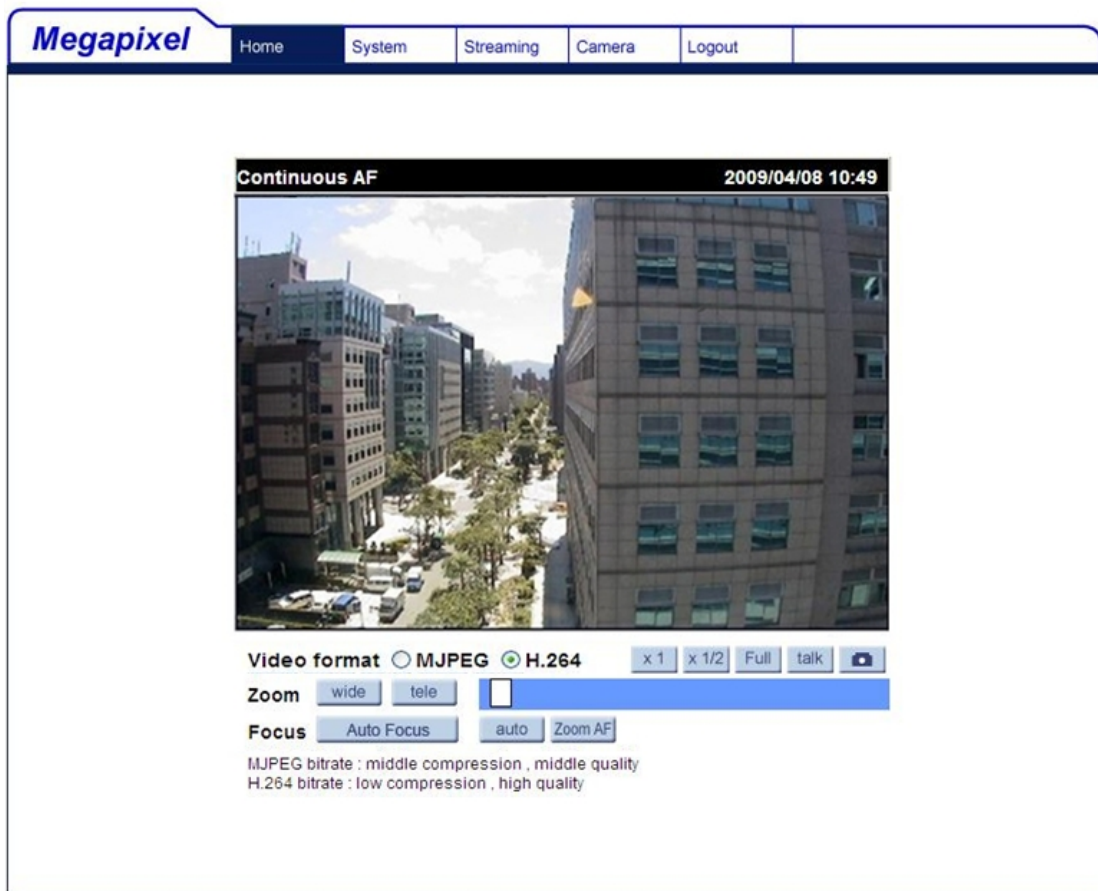 Megapixel Home System Streaming Camera Logout
Continuous AF 2009/04/08 10:49
Video format MJPEG H.264 x 1 x 1/2 Full talk
Zoom wide tele
Focus Auto Focus auto Zoom AF
MJPEG bitrate : middle compression , middle quality
H.264 bitrate : low compression , high quality